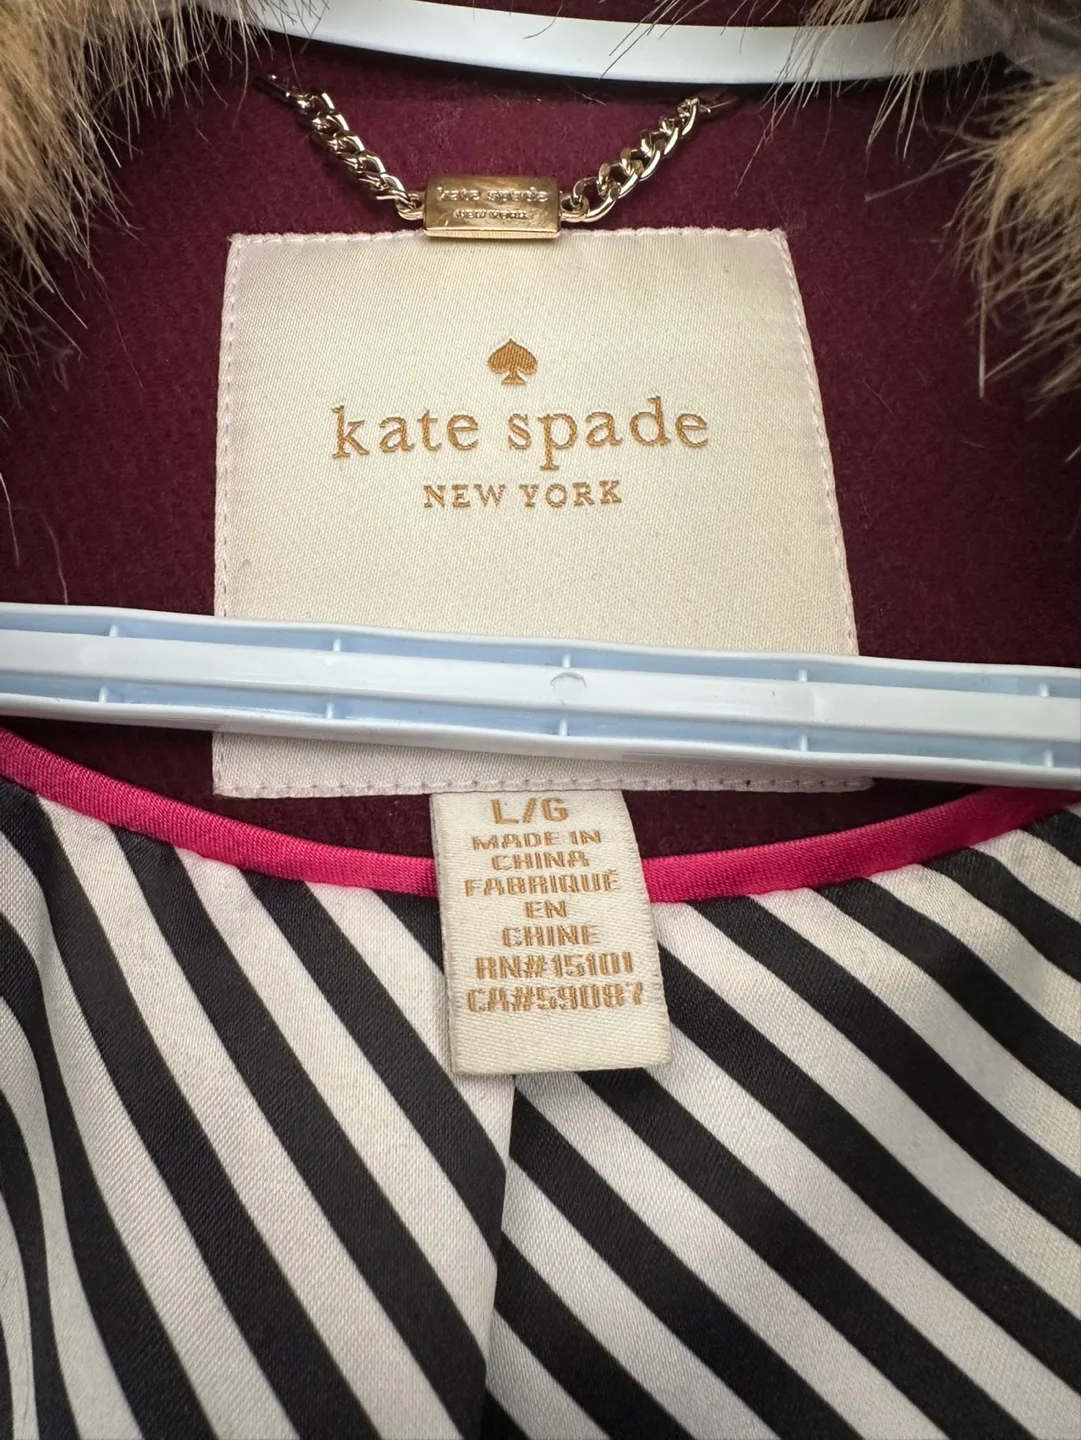 kate spade
NEW YORK
kate spade
NEW YORK
L/G
MADE IN
CHINA
FABRIQUÉ
EN
CHINE
RN#15101
CA#59087